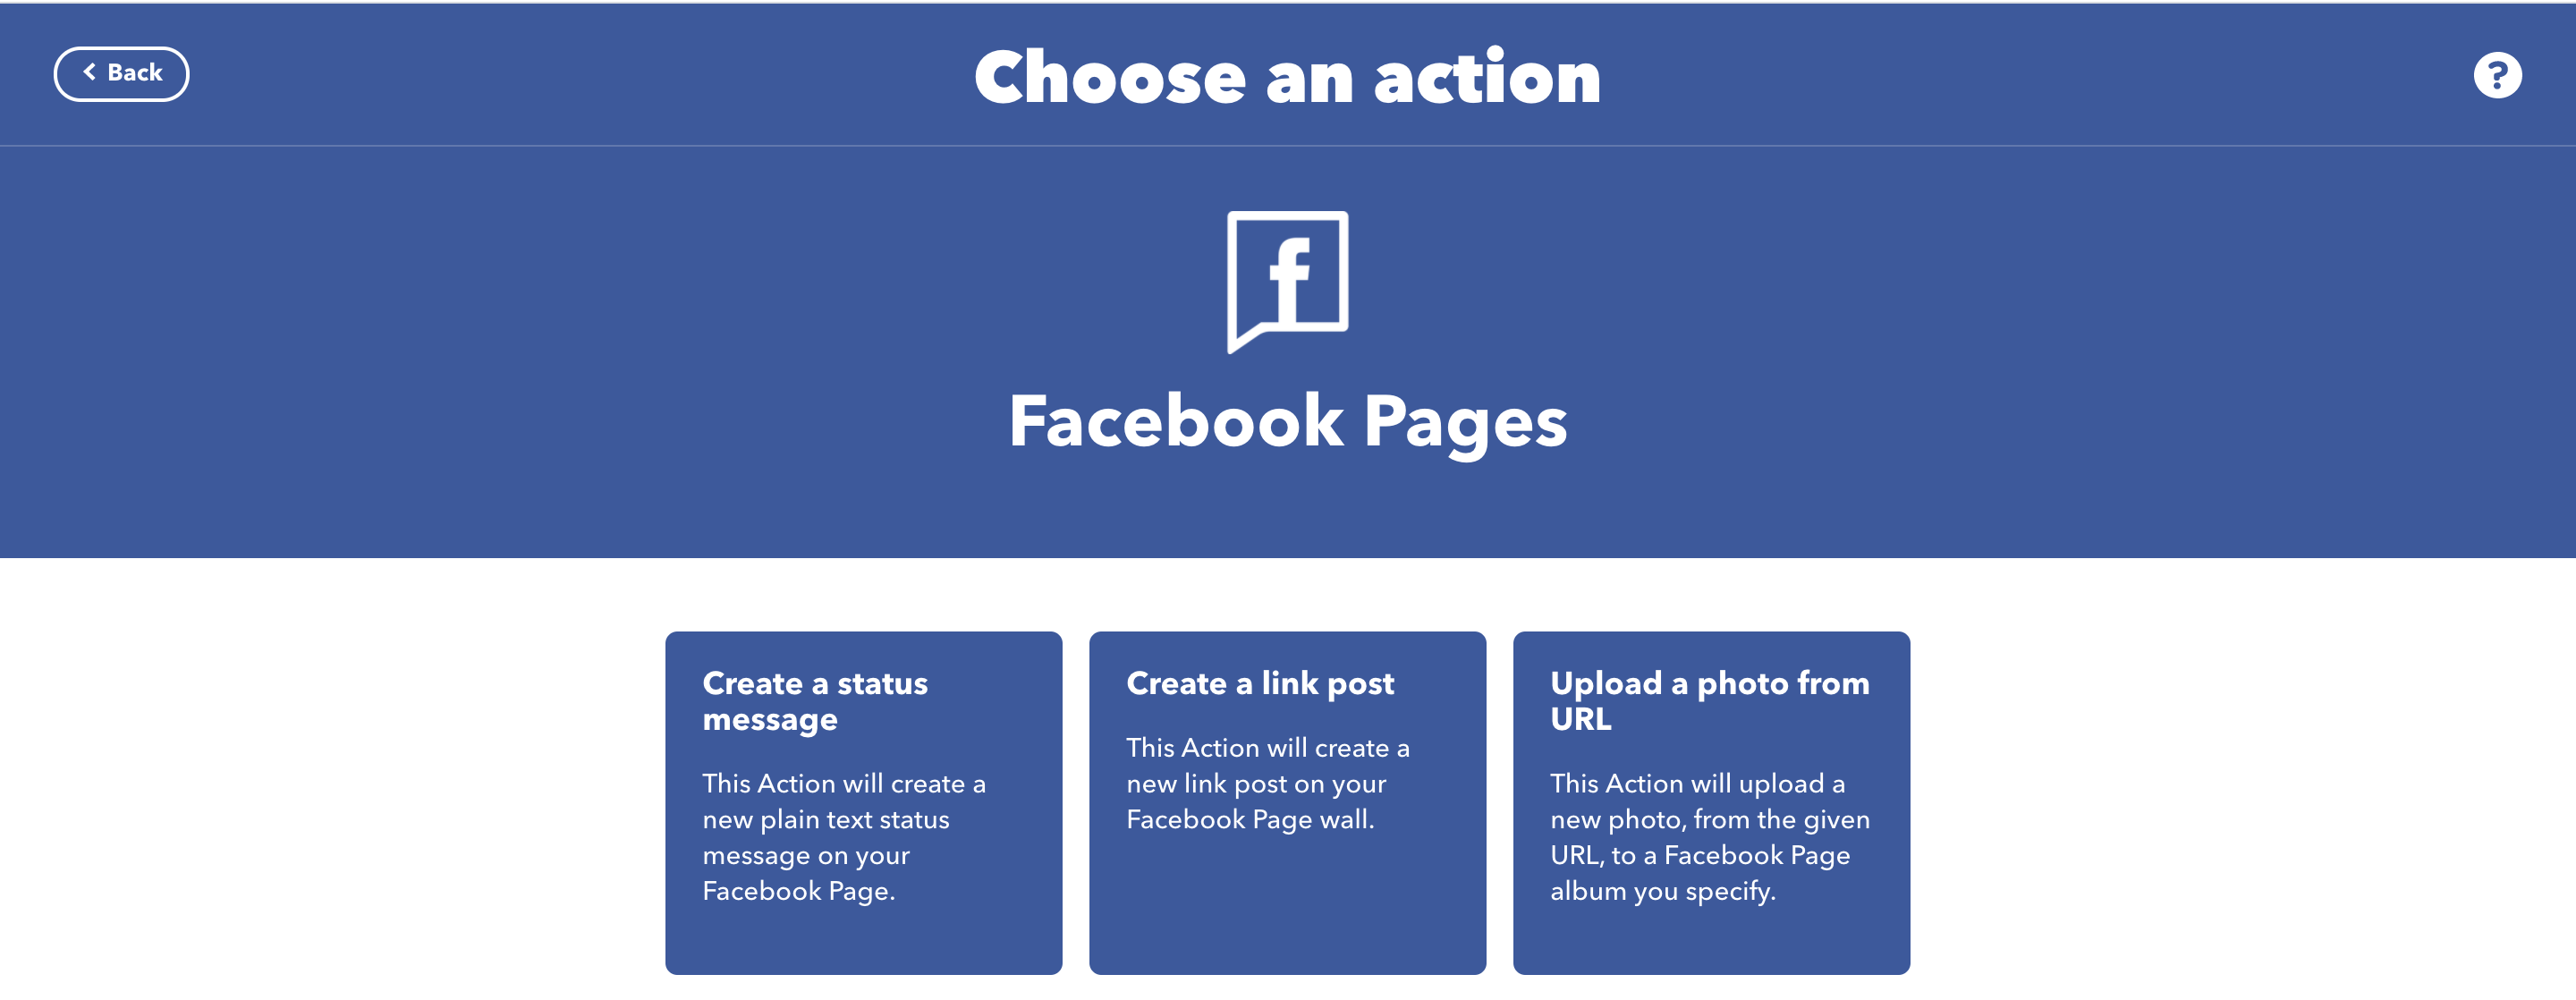 Back
Choose an action
?
f
Facebook Pages
Create a status
message
This Action will create a
new plain text status
message on your
Facebook Page.
Create a link post
This Action will create a
new link post on your
Facebook Page wall.
Upload a photo from
URL
This Action will upload a
new photo, from the given
URL, to a Facebook Page
album you specify.